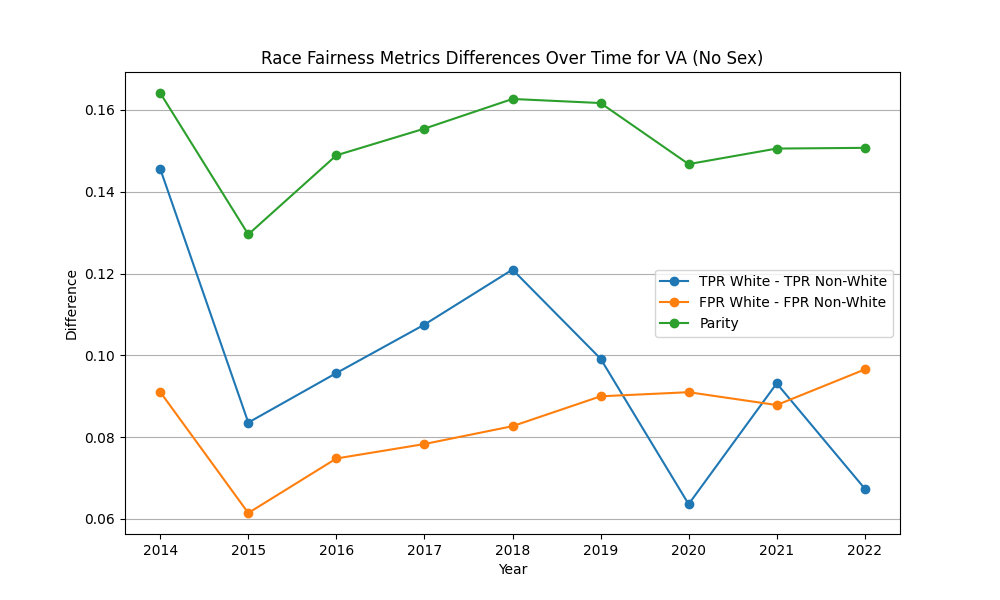 Race Fairness Metrics Differences Over Time for VA (No Sex)
0.16
0.14
0.12
0.10
0.08
0.06
Difference
TPR White - TPR Non-White
FPR White - FPR Non-White
Parity
2014 2015 2016 2017 2018 2019 2020 2021 2022
Year